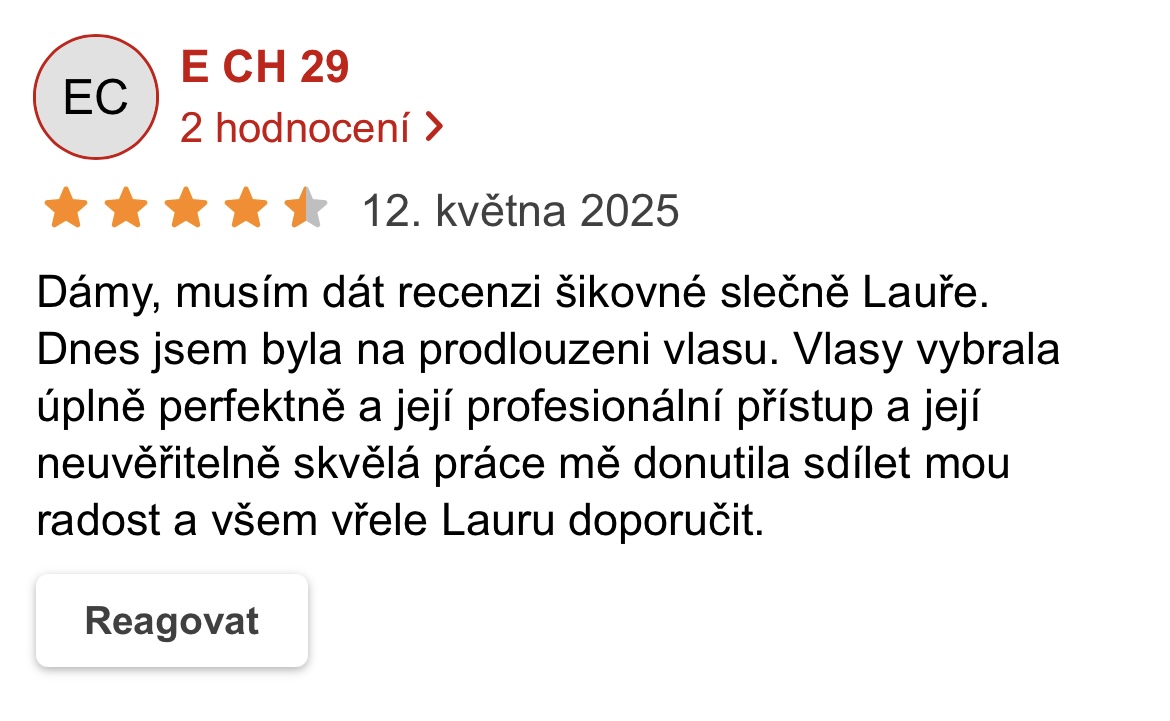 EC
E CH 29
2 hodnocení
12. května 2025
Dámy, musím dát recenzi šikovné slečně Lauře.
Dnes jsem byla na prodlouzeni vlasu. Vlasy vybrala
úplně perfektně a její profesionální přístup a její
neuvěřitelně skvělá práce mě donutila sdílet mou
radost a všem vřele Lauru doporučit.
Reagovat